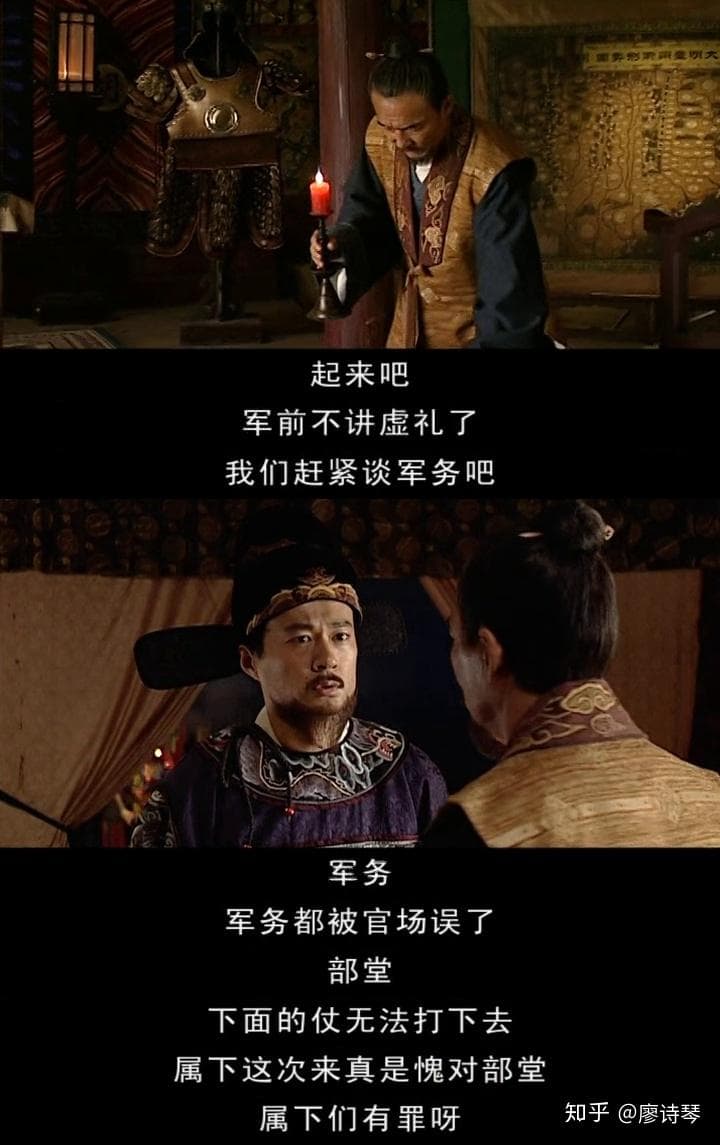 起来吧
军前不讲虚礼了
我们赶紧谈军务吧
军务
军务都被官场误了
部堂
下面的仗无法打下去
属下这次来真是愧对部堂
属下们有罪呀
知乎 @廖诗琴